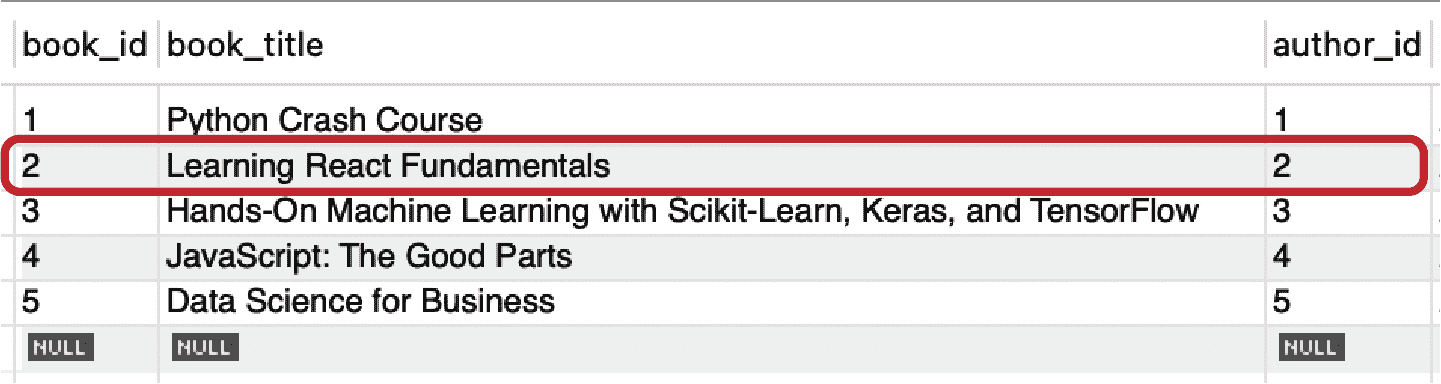 book_id book_title author_id
1 Python Crash Course 1
2 Learning React Fundamentals 2
3 Hands-On Machine Learning with Scikit-Learn, Keras, and TensorFlow 3
4 JavaScript: The Good Parts 4
5 Data Science for Business 5
NULL NULL NULL